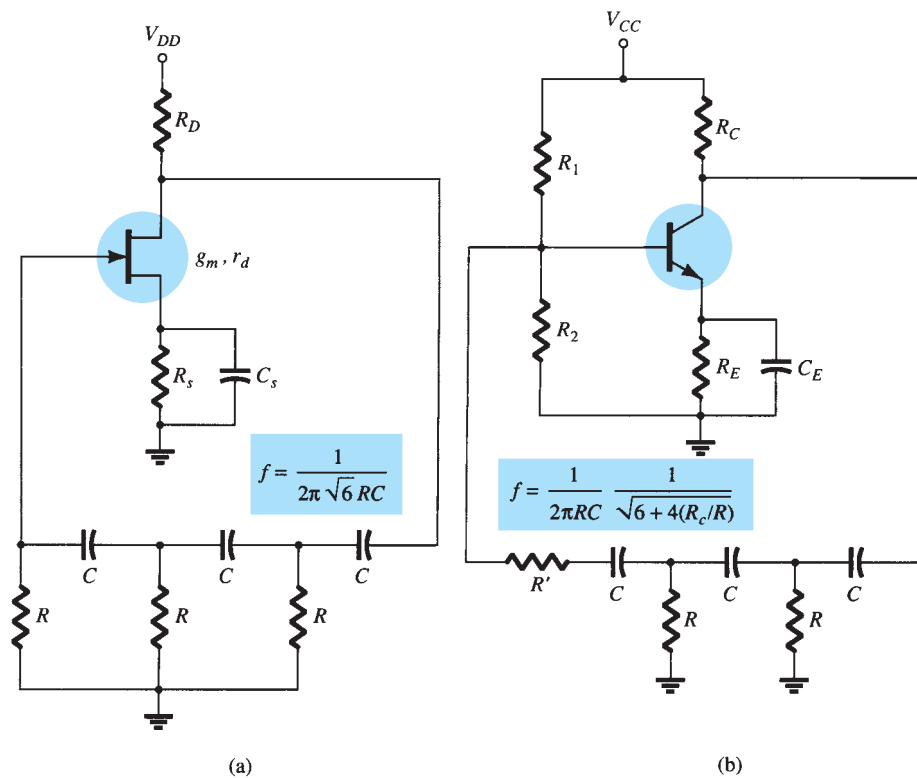 V_DD
R_D
g_m, r_d
R_s
C_s
f = 1 / (2π√6 RC)
C
C
C
R
R
R
(a)
V_CC
R_C
R_1
R_2
R_E
C_E
f = (1 / 2πRC) (1 / √(6 + 4(R_c/R)))
R'
C
C
C
R
R
(b)